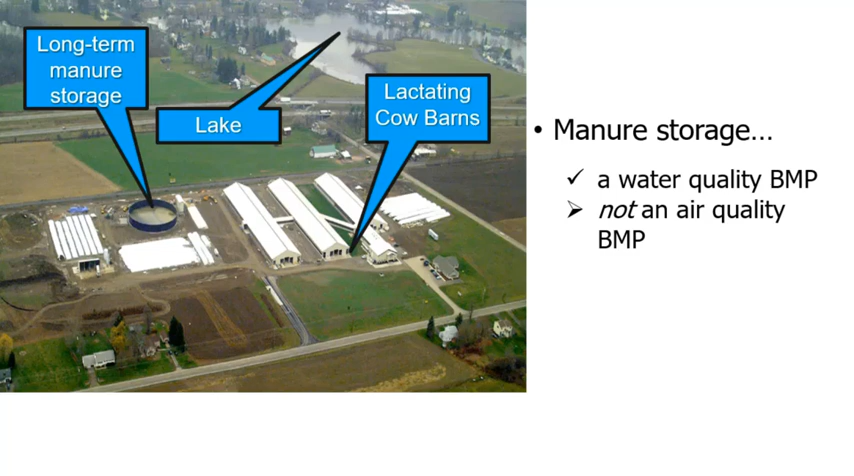 Long-term
manure
storage
Lake
Lactating
Cow Barns
• Manure storage…
✓ a water quality BMP
➢ not an air quality
BMP